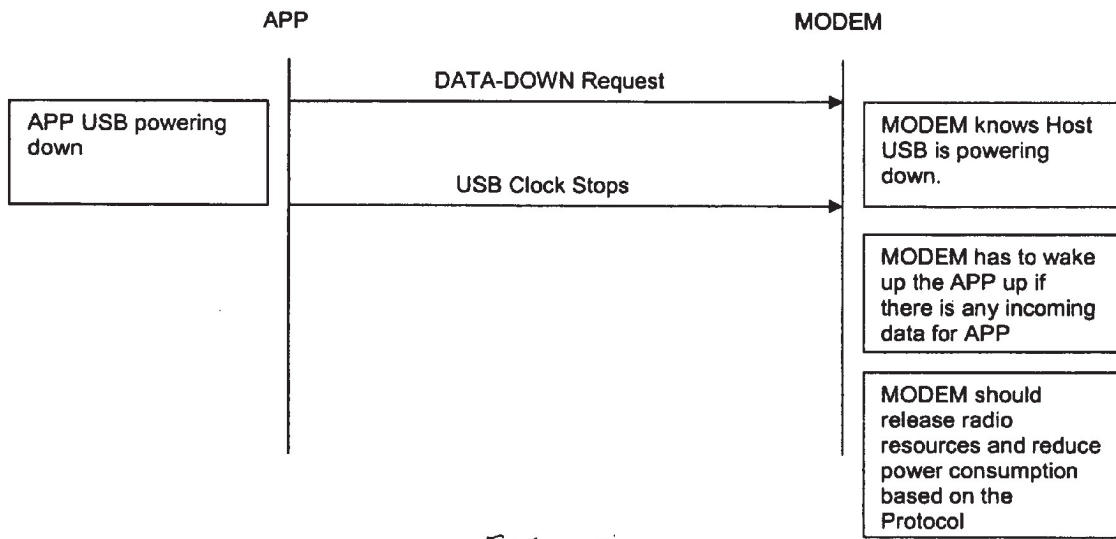 APP
MODEM
DATA-DOWN Request
APP USB powering
down
MODEM knows Host
USB is powering
down.
USB Clock Stops
MODEM has to wake
up the APP up if
there is any incoming
data for APP
MODEM should
release radio
resources and reduce
power consumption
based on the
Protocol